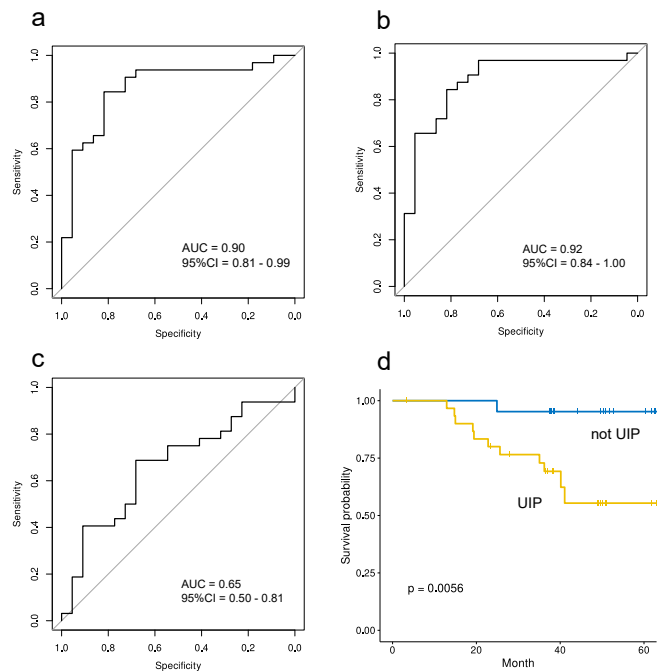 a
1.0
0.8
0.6
0.4
0.2
0.0
Sensitivity
AUC = 0.90
95%CI = 0.81 - 0.99
1.0 0.8 0.6 0.4 0.2 0.0
Specificity
b
1.0
0.8
0.6
0.4
0.2
0.0
Sensitivity
AUC = 0.92
95%CI = 0.84 - 1.00
1.0 0.8 0.6 0.4 0.2 0.0
Specificity
c
1.0
0.8
0.6
0.4
0.2
0.0
Sensitivity
AUC = 0.65
95%CI = 0.50 - 0.81
1.0 0.8 0.6 0.4 0.2 0.0
Specificity
d
1.00
0.75
0.50
0.25
0.00
Survival probability
not UIP
UIP
p = 0.0056
0 20 40 60
Month